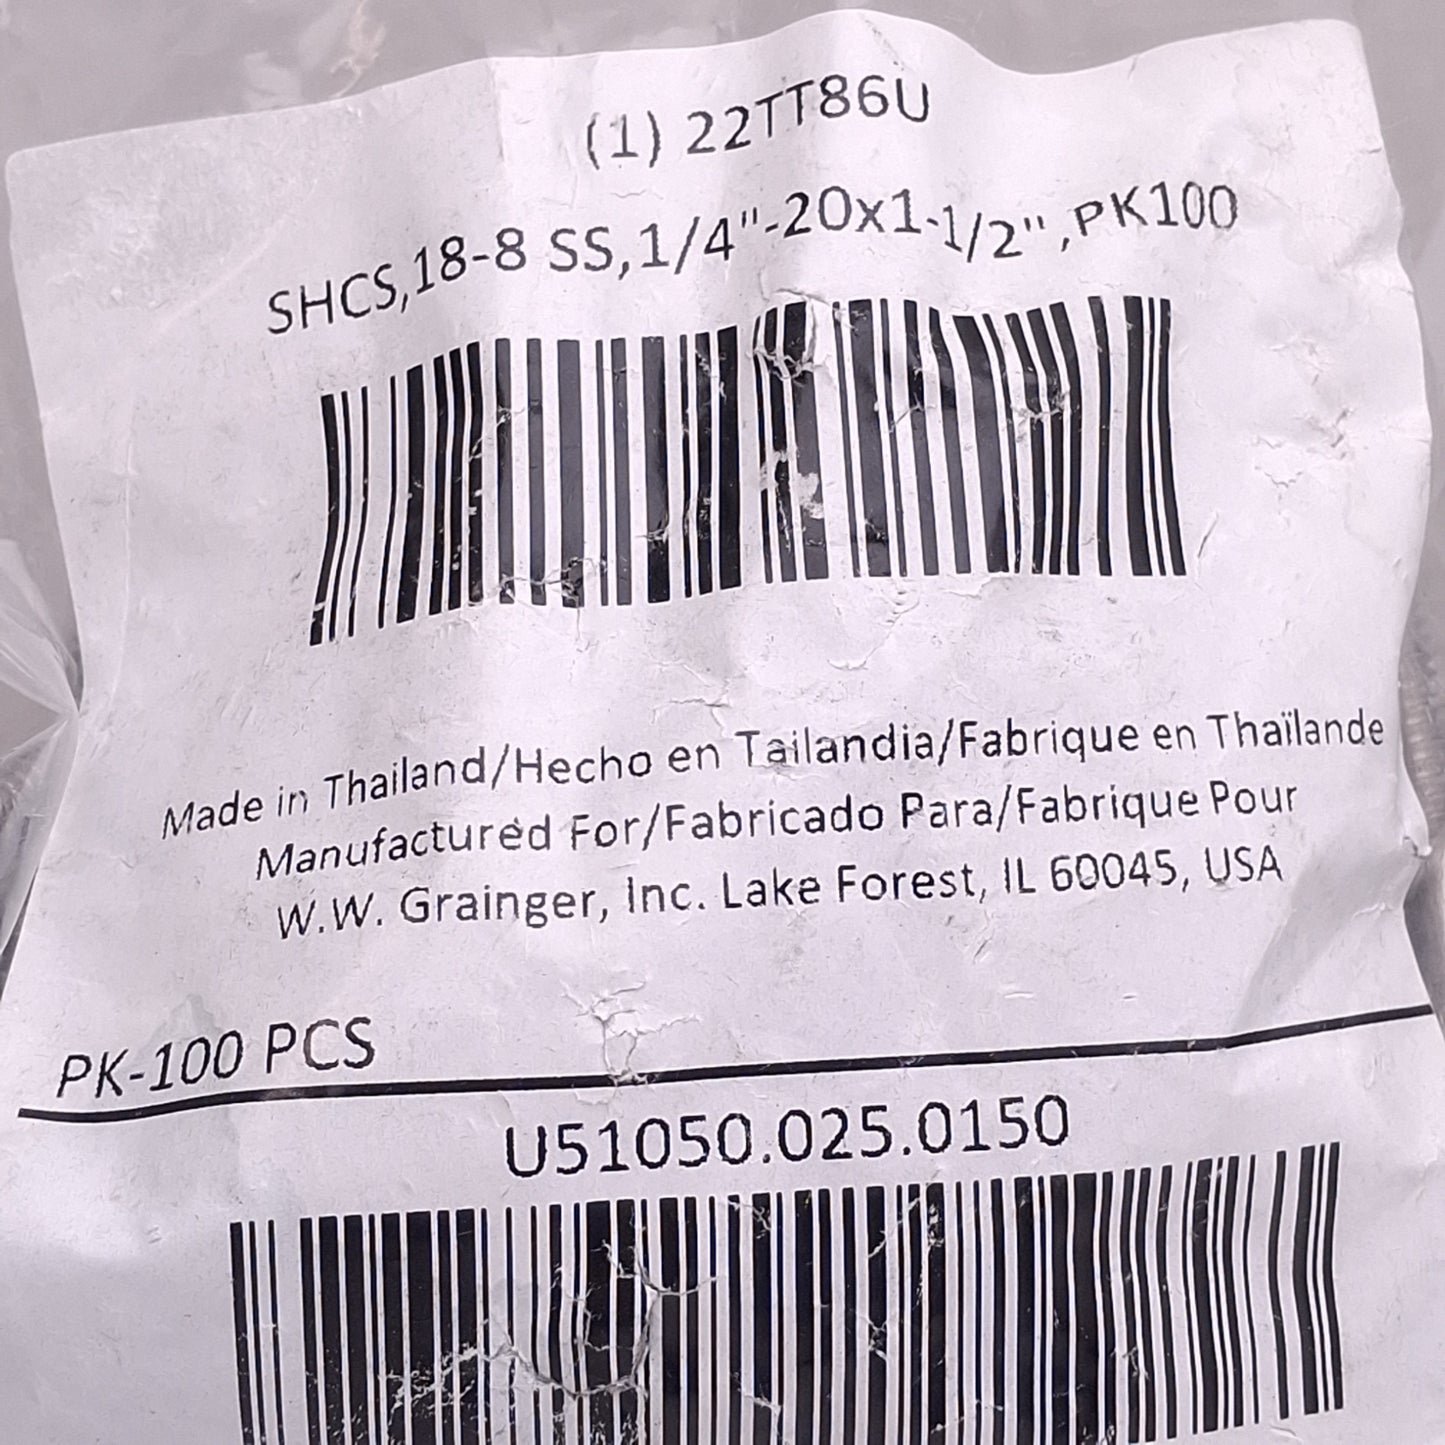 (1) 22TT86U
SHCS,18-8 SS,1/4"-20x1-1/2",PK100
Made in Thailand/Hecho en Tailandia/Fabrique en Thaïlande
Manufactured For/Fabricado Para/Fabrique Pour
W.W. Grainger, Inc. Lake Forest, IL 60045, USA
PK-100 PCS
U51050.025.0150